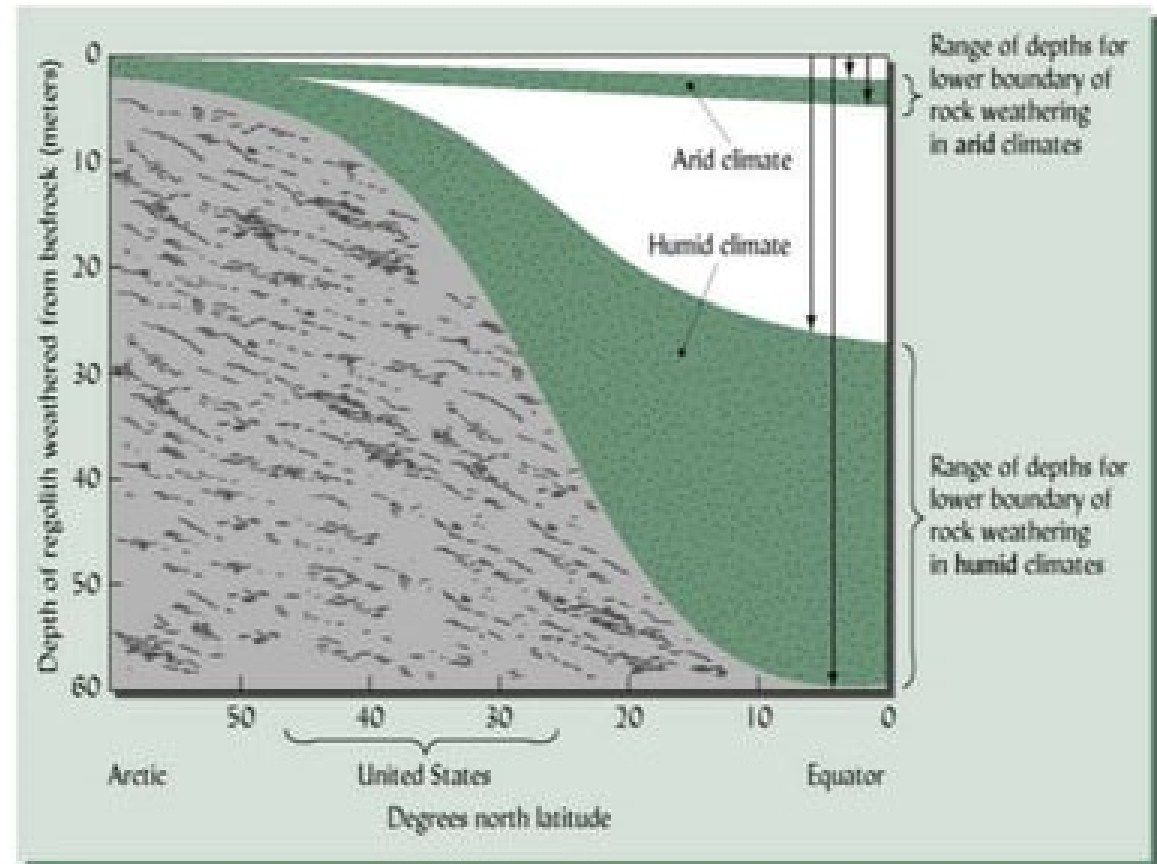 Depth of regolith weathered from bedrock (meters)
0
10
20
30
40
50
60
Arid climate
Humid climate
Range of depths for
lower boundary of
rock weathering
in arid climates
Range of depths for
lower boundary of
rock weathering
in humid climates
50 40 30 20 10 0
Arctic United States Equator
Degrees north latitude